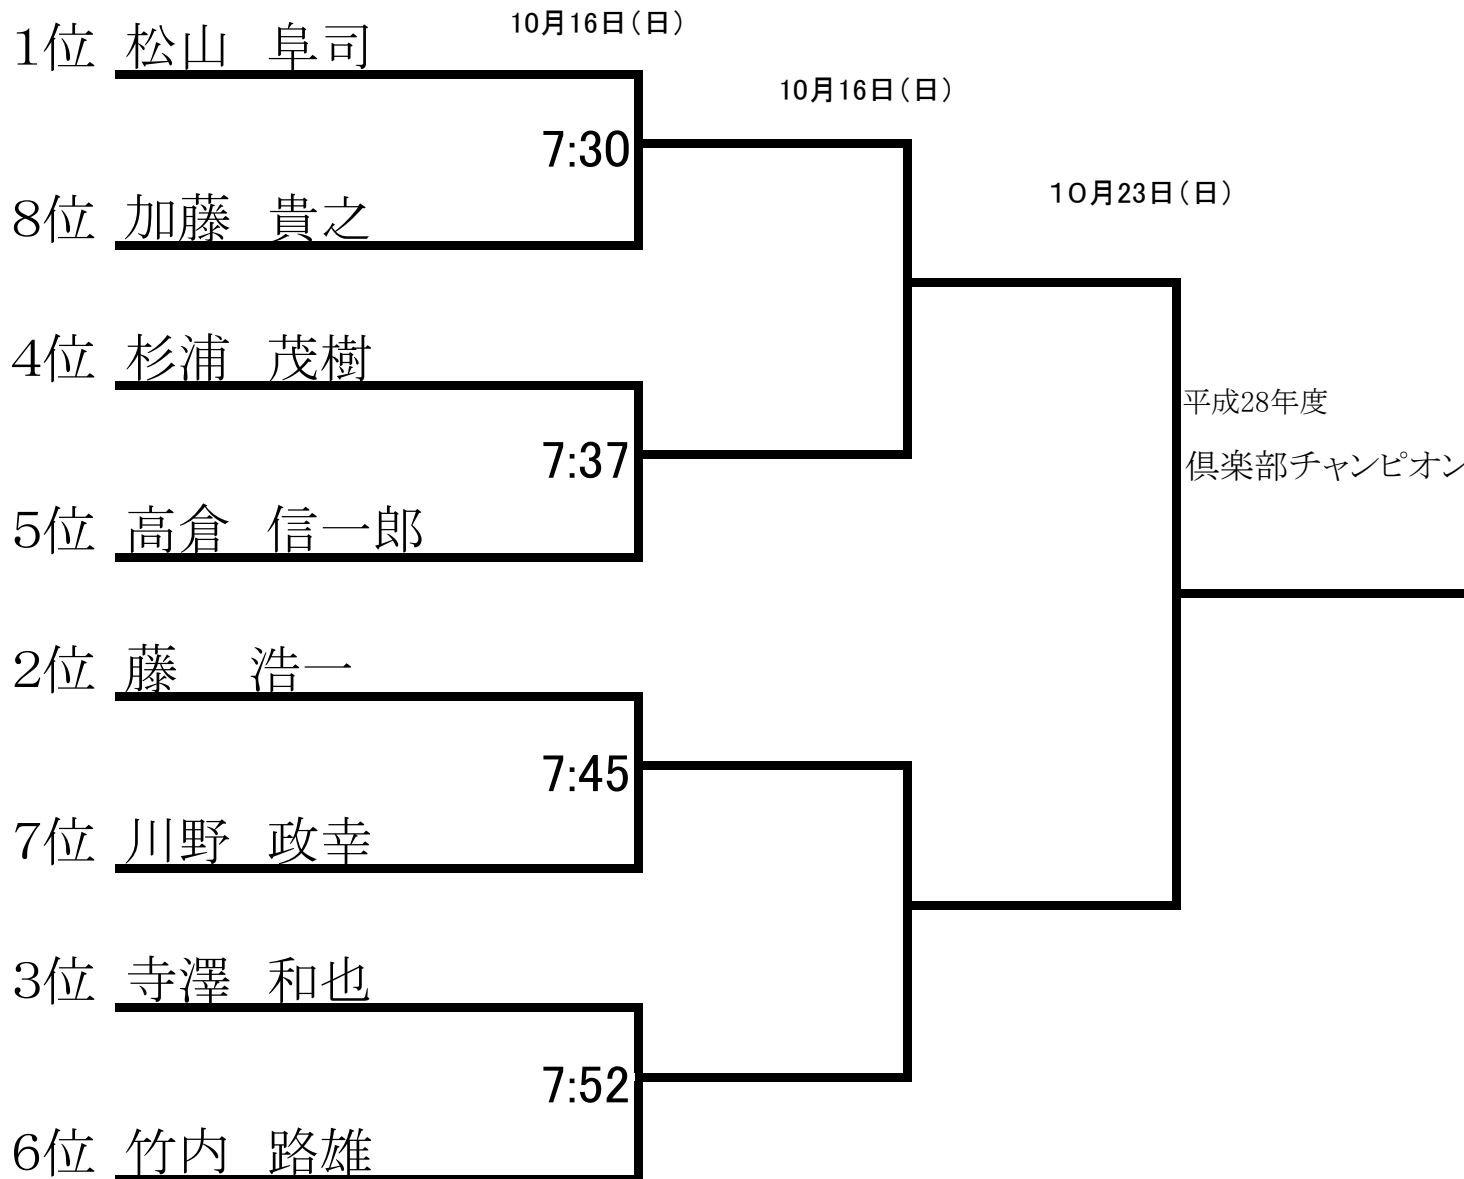 10月16日（日）
1位 松山 阜司
10月16日（日）
7:30
10月23日（日）
8位 加藤 貴之
4位 杉浦 茂樹
平成28年度
7:37
倶楽部チャンピオン
5位 高倉 信一郎
2位 藤 浩一
7:45
7位 川野 政幸
3位 寺澤 和也
7:52
6位 竹内 路雄